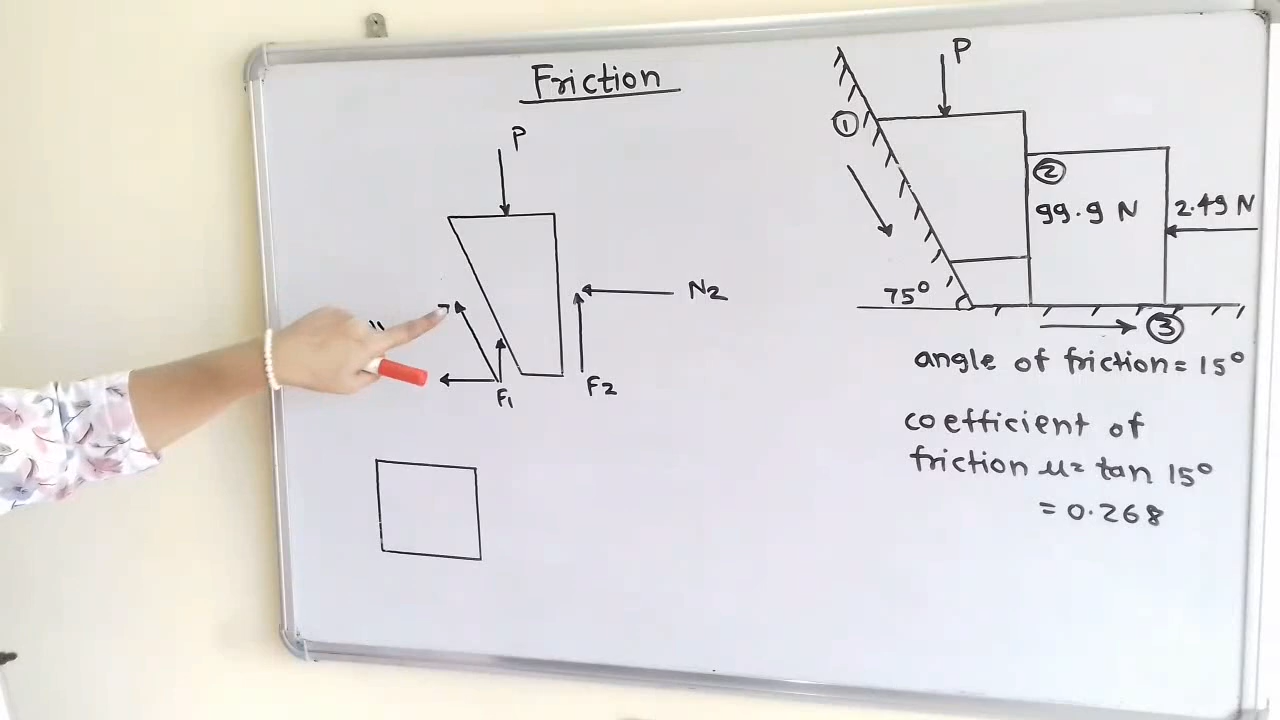 Friction
P
N2
F1
F2
P
1
2
99.9 N
2.49 N
75°
3
angle of friction = 15°
coefficient of
friction μ = tan 15°
= 0.268